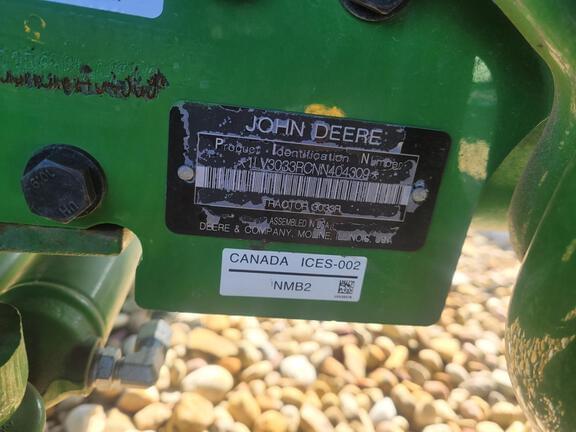 JOHN DEERE
Product Identification Number
*1LV3033RCNN404309*
TRACTOR 3033R
ASSEMBLED IN U.S.A.
DEERE & COMPANY, MOLINE, ILLINOIS, USA
CANADA ICES-002
NMB2